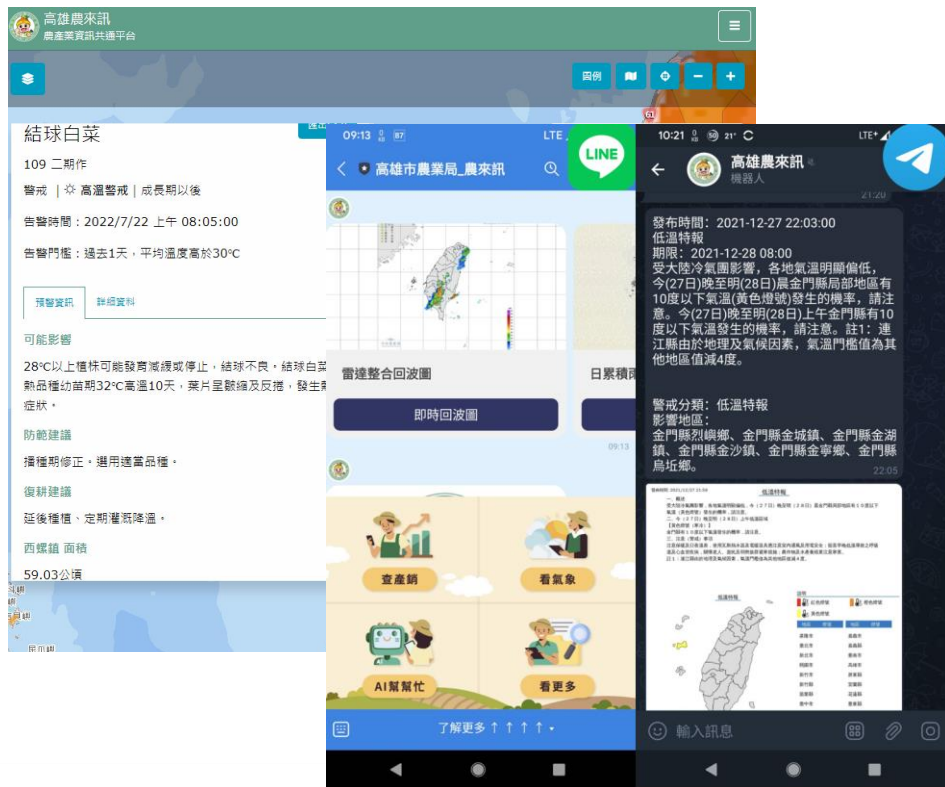 高雄農來訊
農產業資訊共通平台
圖例
61
結球白菜
109 二期作
警戒 | 高溫警戒 | 成長期以後
告警時間：2022/7/22 上午 08:05:00
告警門檻：過去1天，平均溫度高於30℃
預警資訊
詳細資料
可能影響
28℃以上植株可能發育減緩或停止，結球不良。結球白菜
熱品種幼苗期32℃高溫10天，葉片呈皺縮及反捲，發生熱
症狀。
防範建議
播種期修正。選用適當品種。
復耕建議
延後種植、定期灌溉降溫。
西螺鎮 面積
59.03公頃
09:13
87
LTE
LINE
高雄市農業局_農來訊
雷達整合回波圖
即時回波圖
日累積雨
09:13
查產銷
看氣象
AI幫幫忙
看更多
了解更多↑↑↑↑
10:21
21°
LTE+
高雄農來訊
機器人
21:20
發布時間：2021-12-27 22:03:00
低溫特報
期限：2021-12-28 08:00
受大陸冷氣團影響，各地氣溫明顯偏低，
今(27日)晚至明(28日)晨金門縣局部地區有
10度以下氣溫(黃色燈號)發生的機率，請注
意。今(27日)晚至明(28日)上午金門縣有10
度以下氣溫發生的機率，請注意。註1：連
江縣由於地理及氣候因素，氣溫門檻值為其
他地區值減4度。
警戒分類：低溫特報
影響地區：
金門縣烈嶼鄉、金門縣金城鎮、金門縣金湖
鎮、金門縣金沙鎮、金門縣金寧鄉、金門縣
烏坵鄉。
22:05
低溫特報
低溫特報
輸入訊息